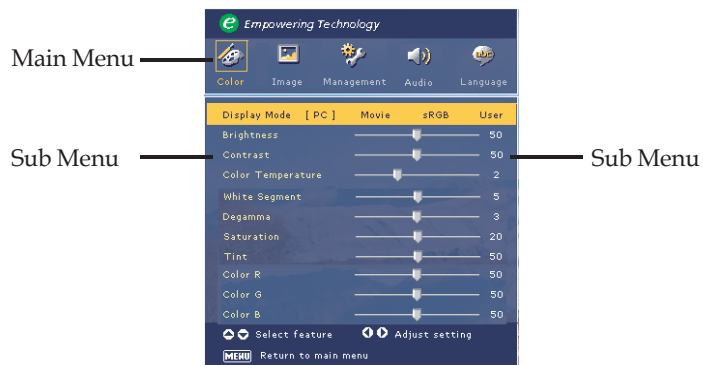 Empowering Technology
Main Menu
Color Image Management Audio Language
Display Mode [ PC ] Movie sRGB User
Brightness 50
Sub Menu
Contrast 50
Sub Menu
Color Temperature 2
White Segment 5
Degamma 3
Saturation 20
Tint 50
Color R 50
Color G 50
Color B 50
Select feature Adjust setting
MENU Return to main menu